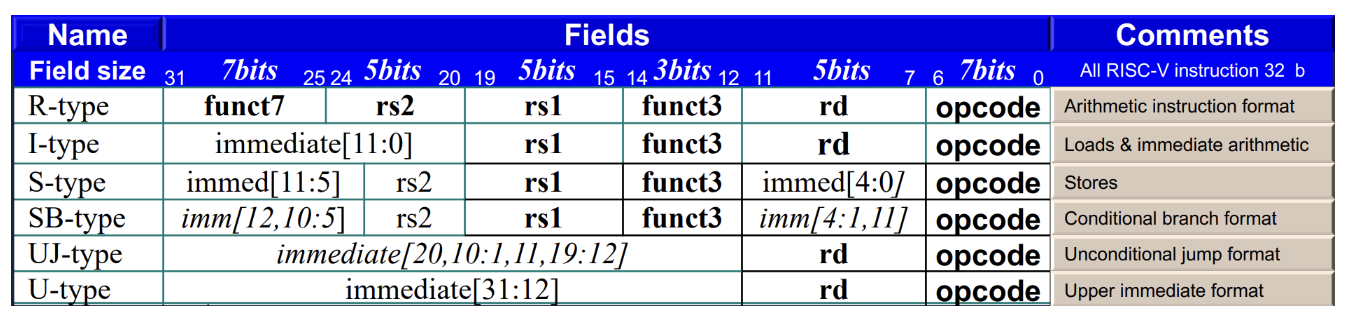 Name Fields Comments
Field size 31 7bits 25 24 5bits 20 19 5bits 15 14 3bits 12 11 5bits 7 6 7bits 0 All RISC-V instruction 32 b
R-type funct7 rs2 rs1 funct3 rd opcode Arithmetic instruction format
I-type immediate[11:0] rs1 funct3 rd opcode Loads & immediate arithmetic
S-type immed[11:5] rs2 rs1 funct3 immed[4:0] opcode Stores
SB-type imm[12,10:5] rs2 rs1 funct3 imm[4:1,11] opcode Conditional branch format
UJ-type immediate[20,10:1,11,19:12] rd opcode Unconditional jump format
U-type immediate[31:12] rd opcode Upper immediate format